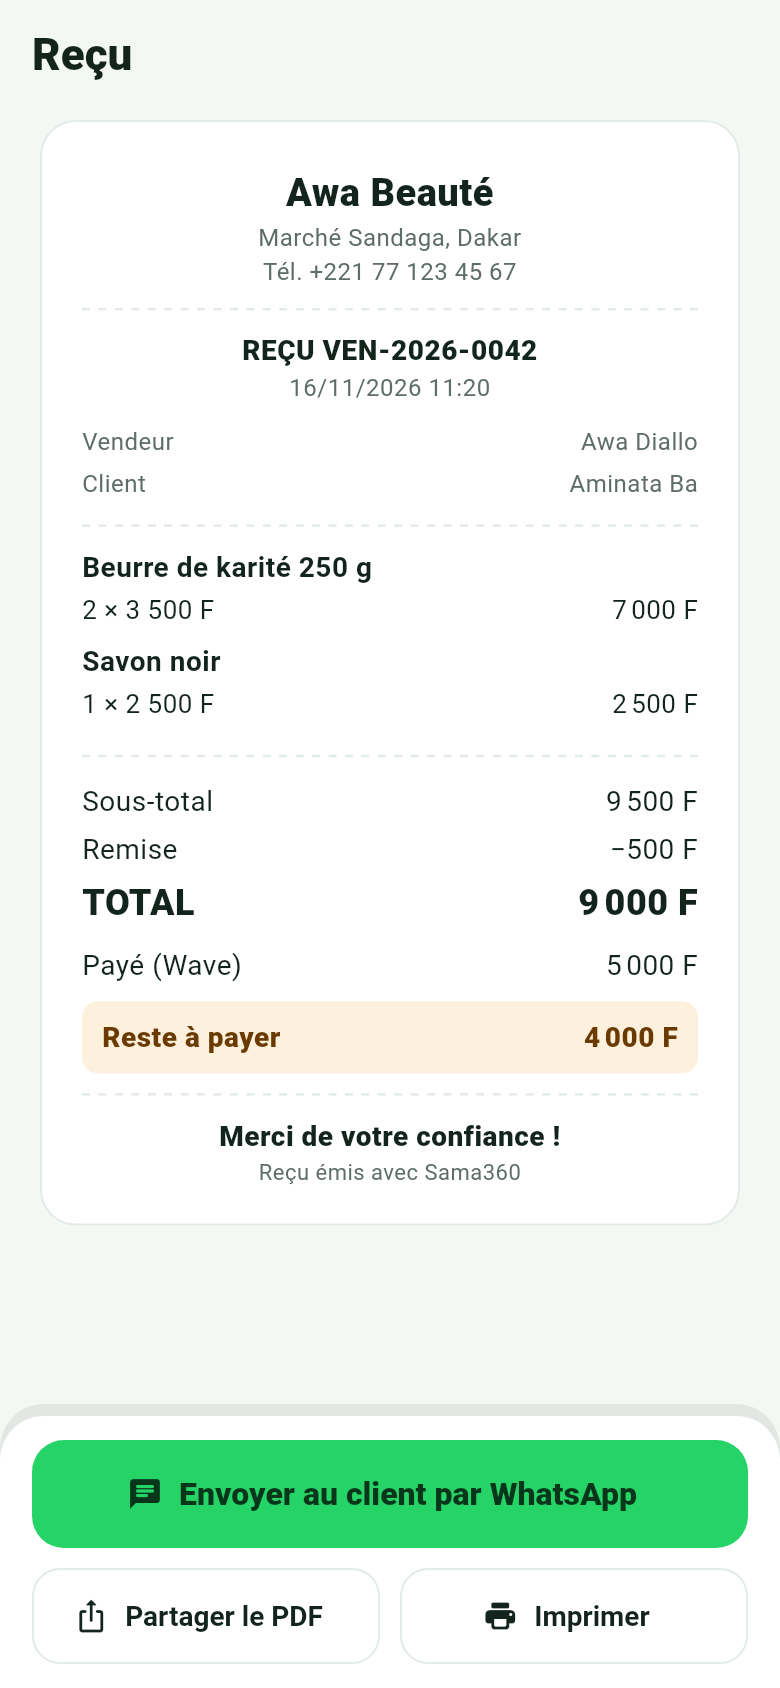 Reçu
Awa Beauté
Marché Sandaga, Dakar
Tél. +221 77 123 45 67
REÇU VEN-2026-0042
16/11/2026 11:20
Vendeur Awa Diallo
Client Aminata Ba
Beurre de karité 250 g
2 × 3 500 F 7 000 F
Savon noir
1 × 2 500 F 2 500 F
Sous-total 9 500 F
Remise −500 F
TOTAL 9 000 F
Payé (Wave) 5 000 F
Reste à payer 4 000 F
Merci de votre confiance !
Reçu émis avec Sama360
Envoyer au client par WhatsApp
Partager le PDF Imprimer